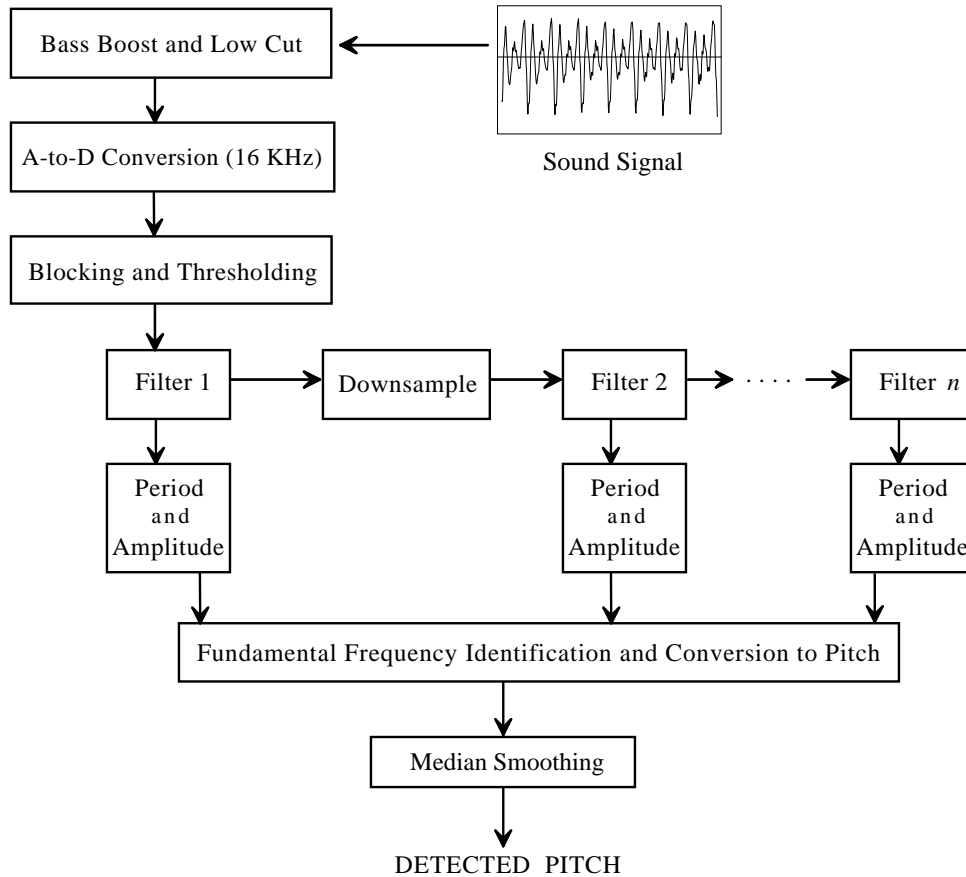 Bass Boost and Low Cut
Sound Signal
A-to-D Conversion (16 KHz)
Blocking and Thresholding
Filter 1
Downsample
Filter 2
. . . .
Filter n
Period
and
Amplitude
Period
and
Amplitude
Period
and
Amplitude
Fundamental Frequency Identification and Conversion to Pitch
Median Smoothing
DETECTED PITCH